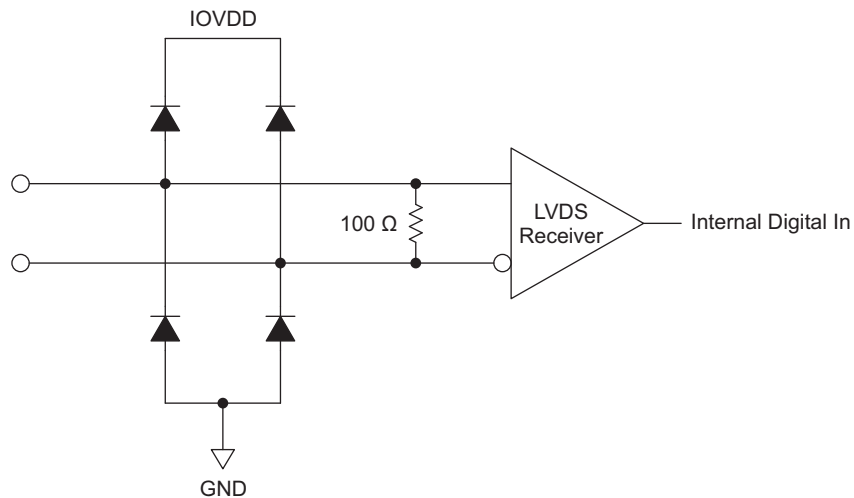 IOVDD
100 Ω
LVDS
Receiver
Internal Digital In
GND